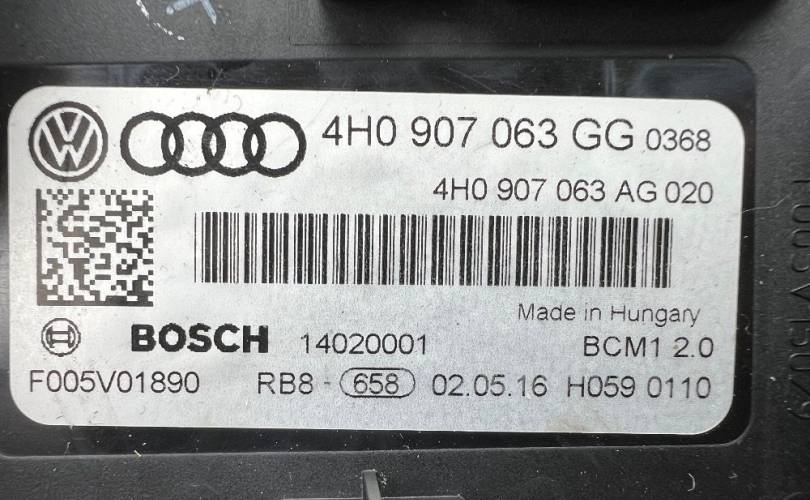 4H0 907 063 GG 0368
4H0 907 063 AG 020
Made in Hungary
BOSCH 14020001 BCM1 2.0
F005V01890 RB8 - 658 02.05.16 H059 0110